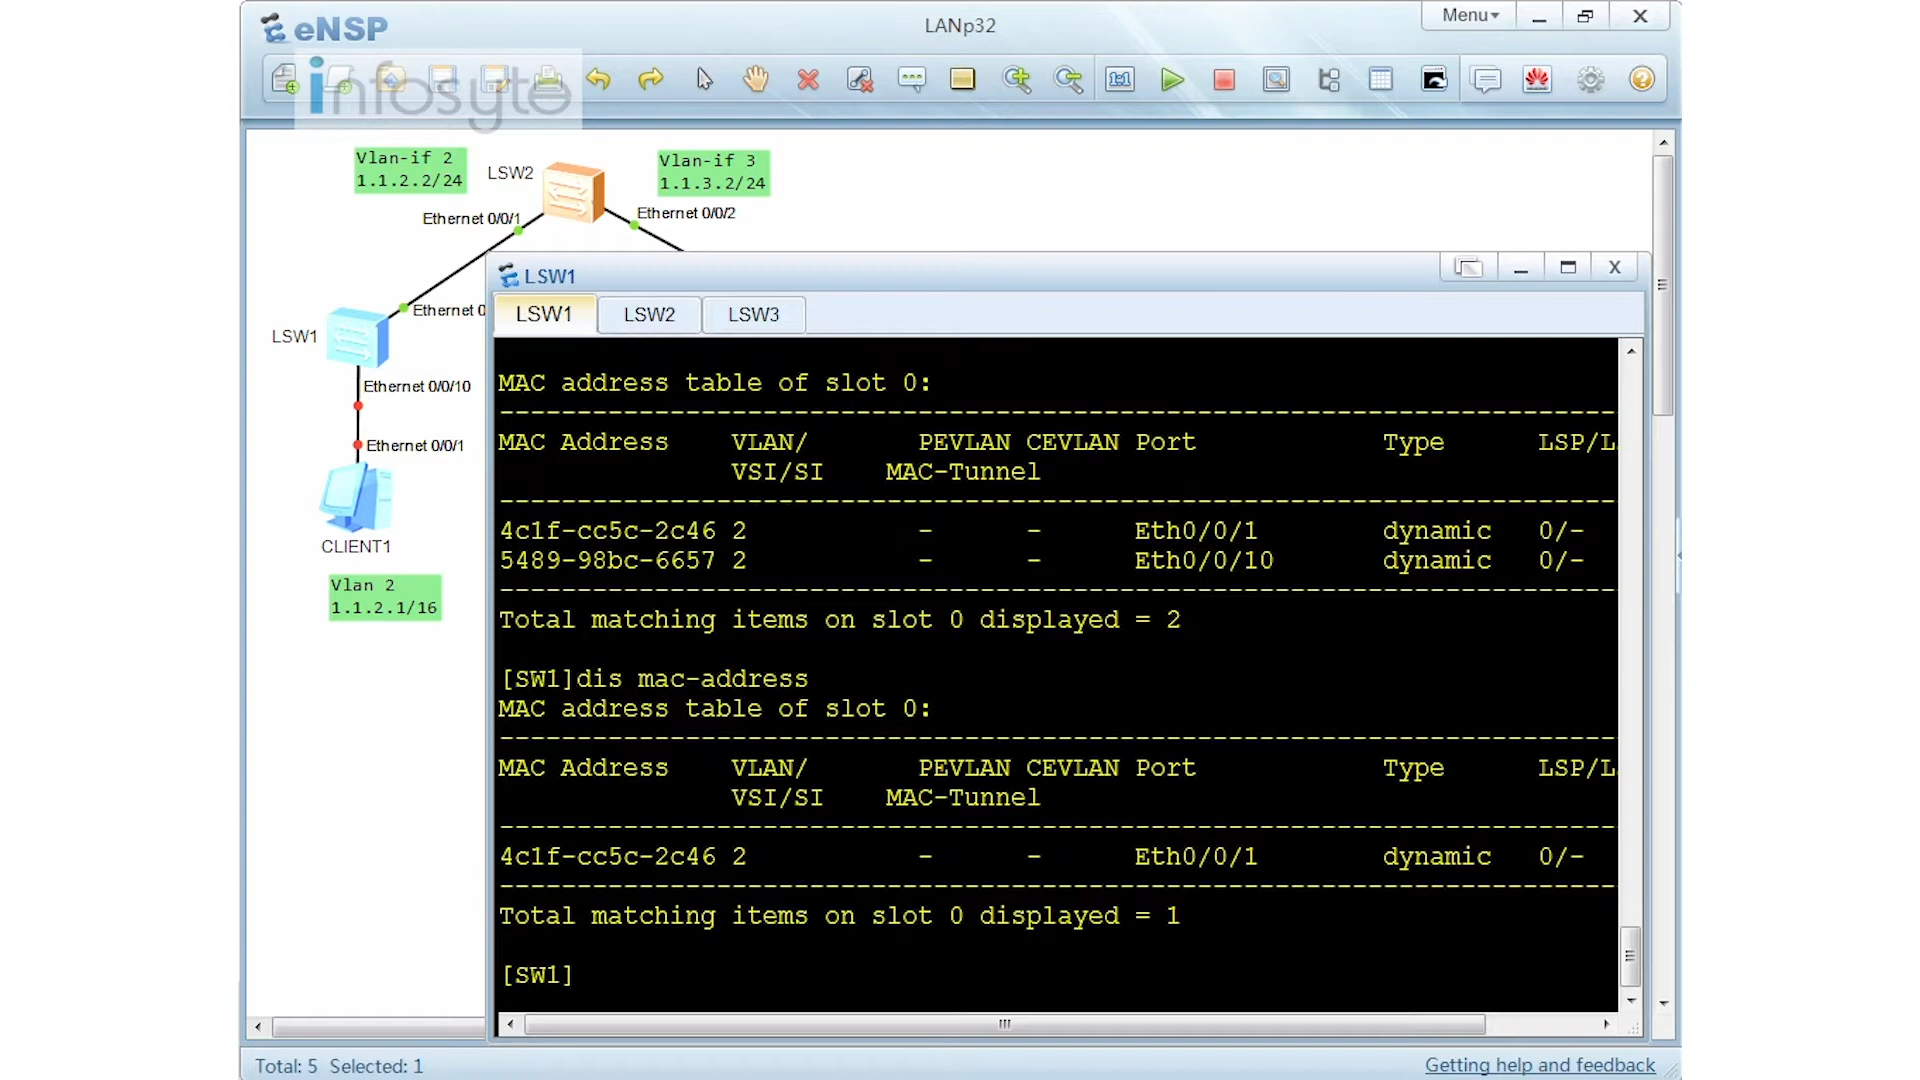 eNSP
LANp32
Menu
infosyte
Vlan-if 2
1.1.2.2/24
LSW2
Vlan-if 3
1.1.3.2/24
Ethernet 0/0/1
Ethernet 0/0/2
Ethernet 0
LSW1
Ethernet 0/0/10
Ethernet 0/0/1
CLIENT1
Vlan 2
1.1.2.1/16
LSW1
LSW1 LSW2 LSW3
MAC address table of slot 0:
-------------------------------------------------------------------------
MAC Address VLAN/ PEVLAN CEVLAN Port Type LSP/L
VSI/SI MAC-Tunnel
-------------------------------------------------------------------------
4c1f-cc5c-2c46 2 - - Eth0/0/1 dynamic 0/-
5489-98bc-6657 2 - - Eth0/0/10 dynamic 0/-
-------------------------------------------------------------------------
Total matching items on slot 0 displayed = 2
[SW1]dis mac-address
MAC address table of slot 0:
-------------------------------------------------------------------------
MAC Address VLAN/ PEVLAN CEVLAN Port Type LSP/L
VSI/SI MAC-Tunnel
-------------------------------------------------------------------------
4c1f-cc5c-2c46 2 - - Eth0/0/1 dynamic 0/-
-------------------------------------------------------------------------
Total matching items on slot 0 displayed = 1
[SW1]
Total: 5 Selected: 1
Getting help and feedback